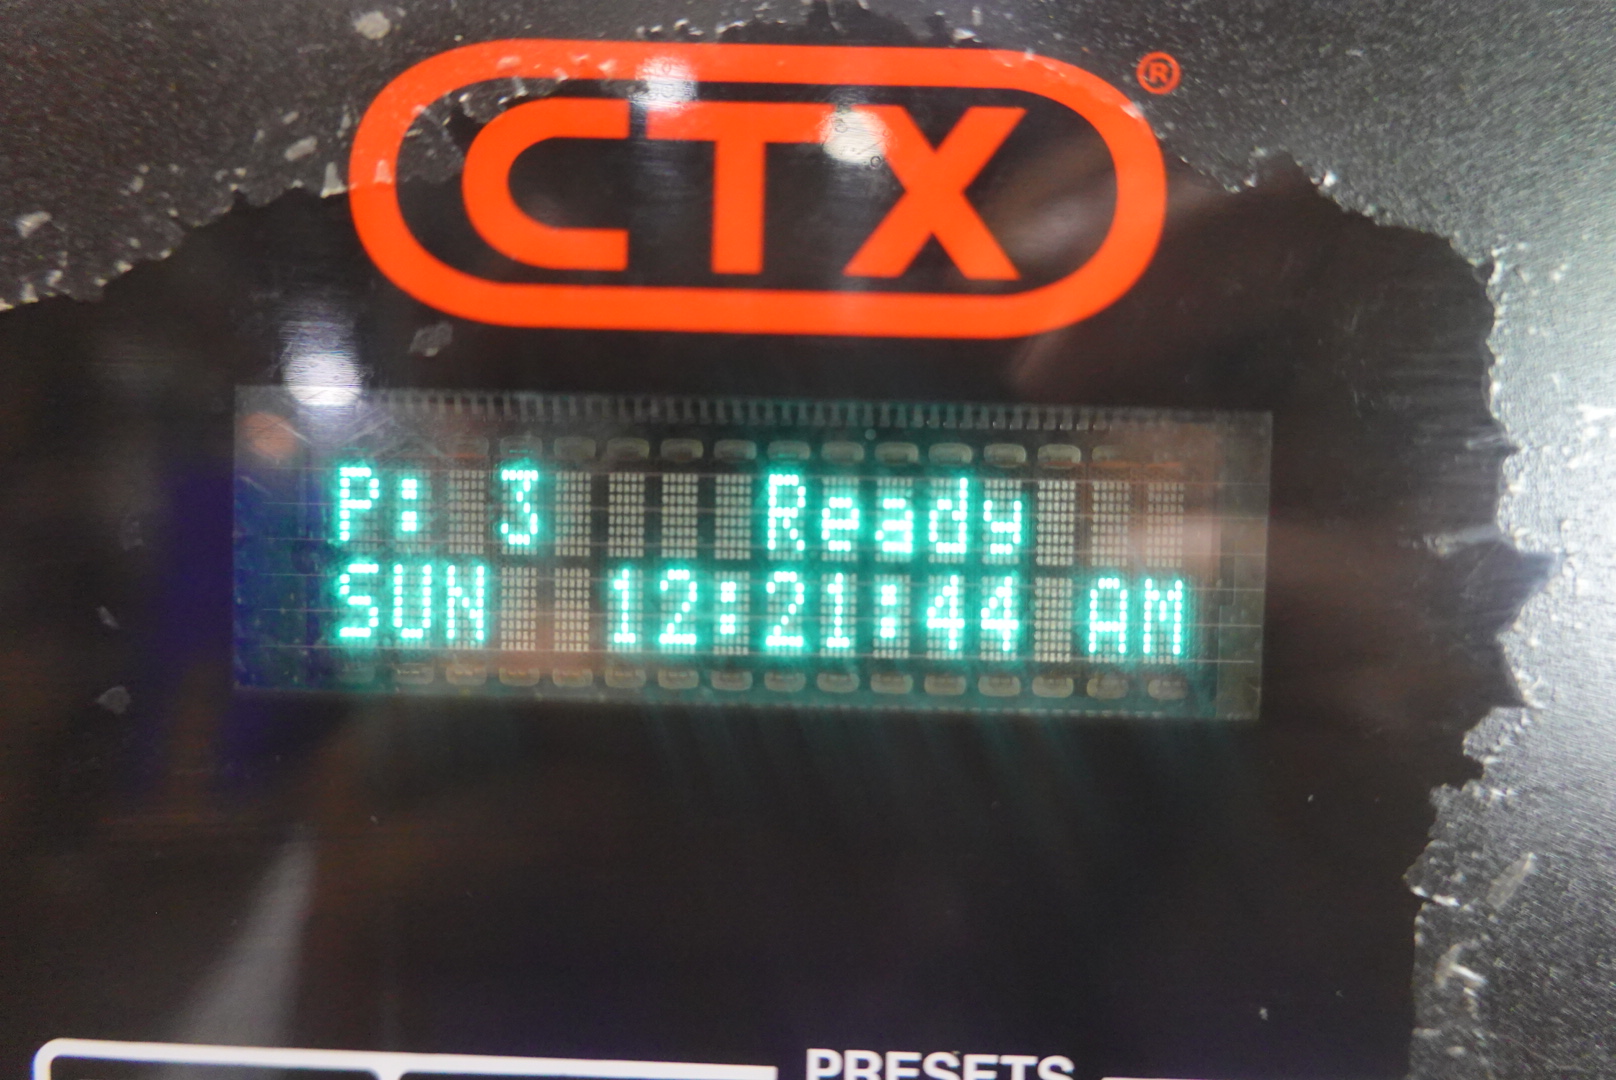 CTX®
P: 3 Ready
SUN 12:21:44 AM
PRESETS